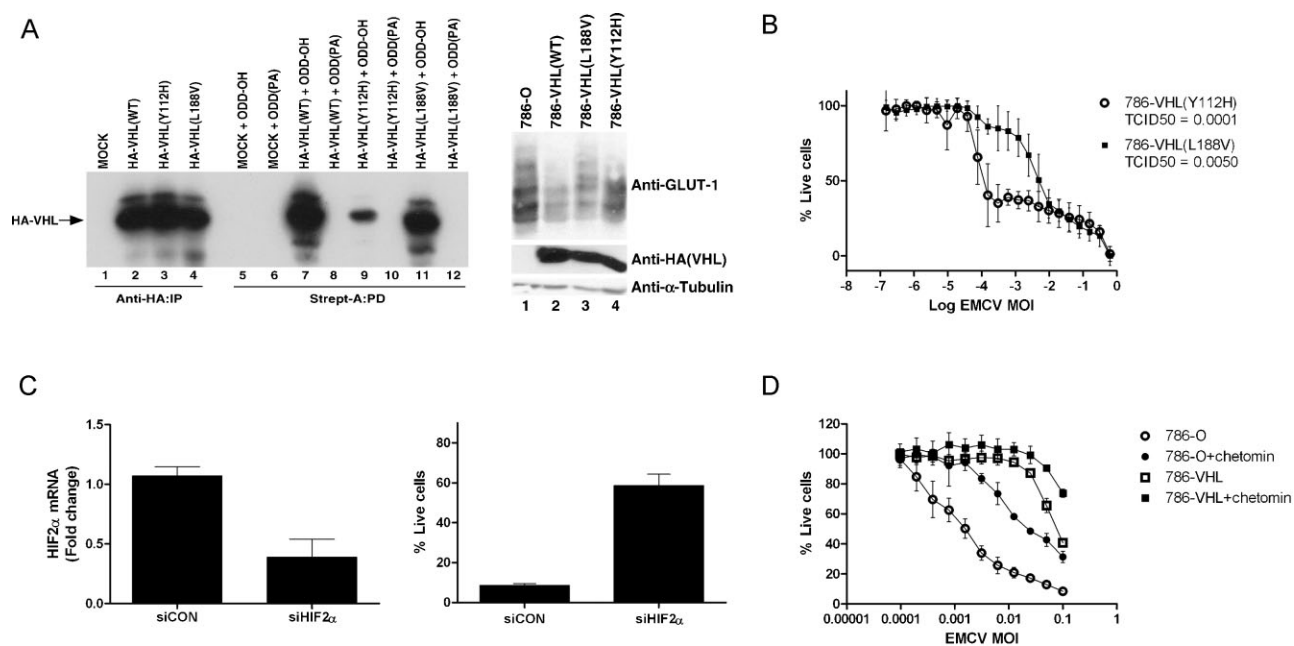 A
MOCK
HA-VHL(WT)
HA-VHL(Y112H)
HA-VHL(L188V)
MOCK + ODD-OH
MOCK + ODD(PA)
HA-VHL(WT) + ODD-OH
HA-VHL(WT) + ODD(PA)
HA-VHL(Y112H) + ODD-OH
HA-VHL(Y112H) + ODD(PA)
HA-VHL(L188V) + ODD-OH
HA-VHL(L188V) + ODD(PA)
HA-VHL
1 2 3 4 5 6 7 8 9 10 11 12
Anti-HA:IP
Strept-A:PD
786-O
786-VHL(WT)
786-VHL(L188V)
786-VHL(Y112H)
Anti-GLUT-1
Anti-HA(VHL)
Anti-α-Tubulin
1 2 3 4
B
% Live cells
100
50
0
-8 -7 -6 -5 -4 -3 -2 -1 0
Log EMCV MOI
786-VHL(Y112H)
TCID50 = 0.0001
786-VHL(L188V)
TCID50 = 0.0050
C
HIF2α mRNA
(Fold change)
1.5
1.0
0.5
0.0
siCON siHIF2α
% Live cells
80
60
40
20
0
siCON siHIF2α
D
% Live cells
120
100
80
60
40
20
0
0.00001 0.0001 0.001 0.01 0.1 1
EMCV MOI
786-O
786-O+chetomin
786-VHL
786-VHL+chetomin